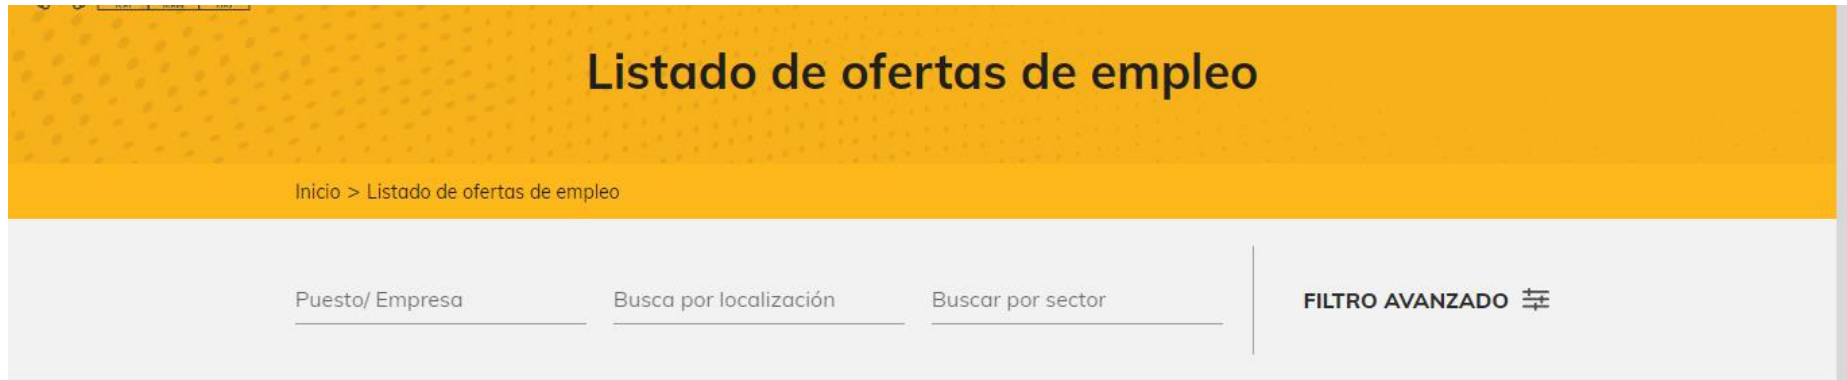 Listado de ofertas de empleo
Inicio > Listado de ofertas de empleo
Puesto/ Empresa
Busca por localización
Buscar por sector
FILTRO AVANZADO